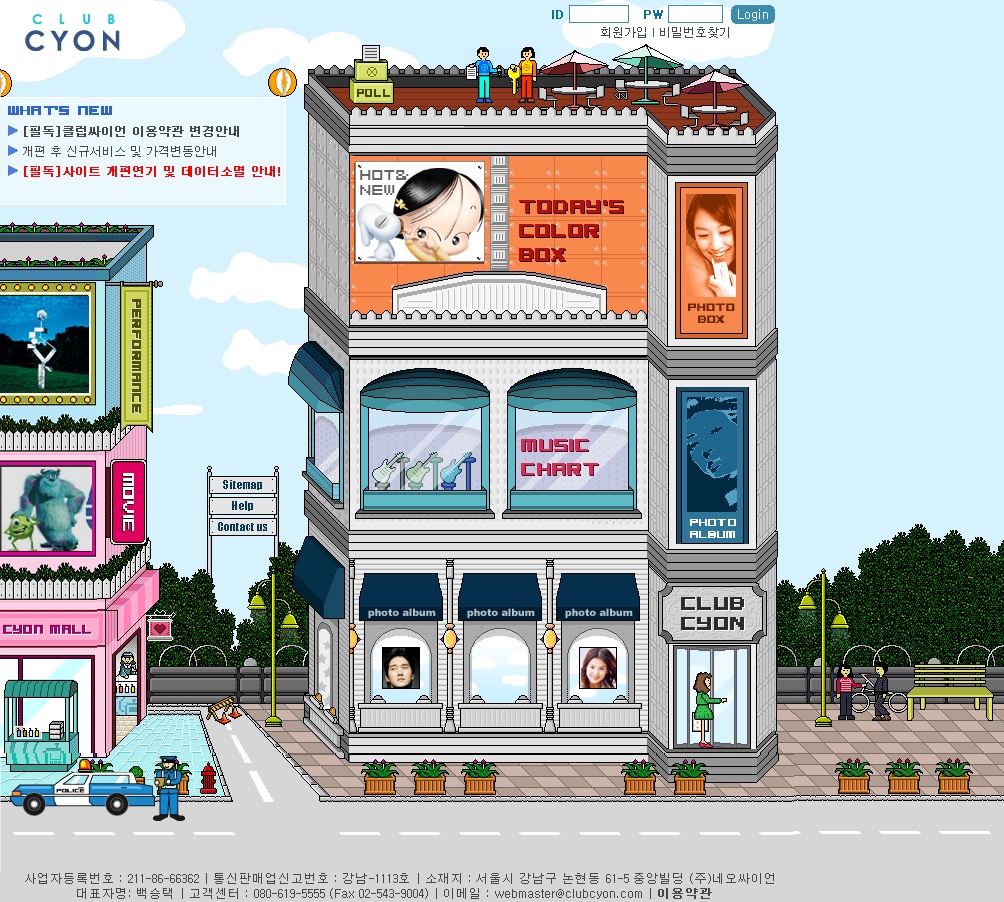 CLUB
CYON
ID PW Login
회원가입 | 비밀번호찾기
WHAT'S NEW
[필독]클럽싸이언 이용약관 변경안내
개편 후 신규서비스 및 가격변동안내
[필독]사이트 개편연기 및 데이터소멸 안내!
POLL
HOT&
NEW
TODAY'S
COLOR
BOX
PHOTO
BOX
PERFORMANCE
MUSIC
CHART
MOVIE
Sitemap
Help
Contact us
PHOTO
ALBUM
photo album photo album photo album
CLUB
CYON
CYON MALL
POLICE
사업자등록번호 : 211-86-66362 | 통신판매업신고번호 : 강남-1113호 | 소재지 : 서울시 강남구 논현동 61-5 중앙빌딩 (주)네오싸이언
대표자명: 백승택 | 고객센터 : 080-619-5555 (Fax 02-543-9004) | 이메일 : webmaster@clubcyon.com | 이용약관